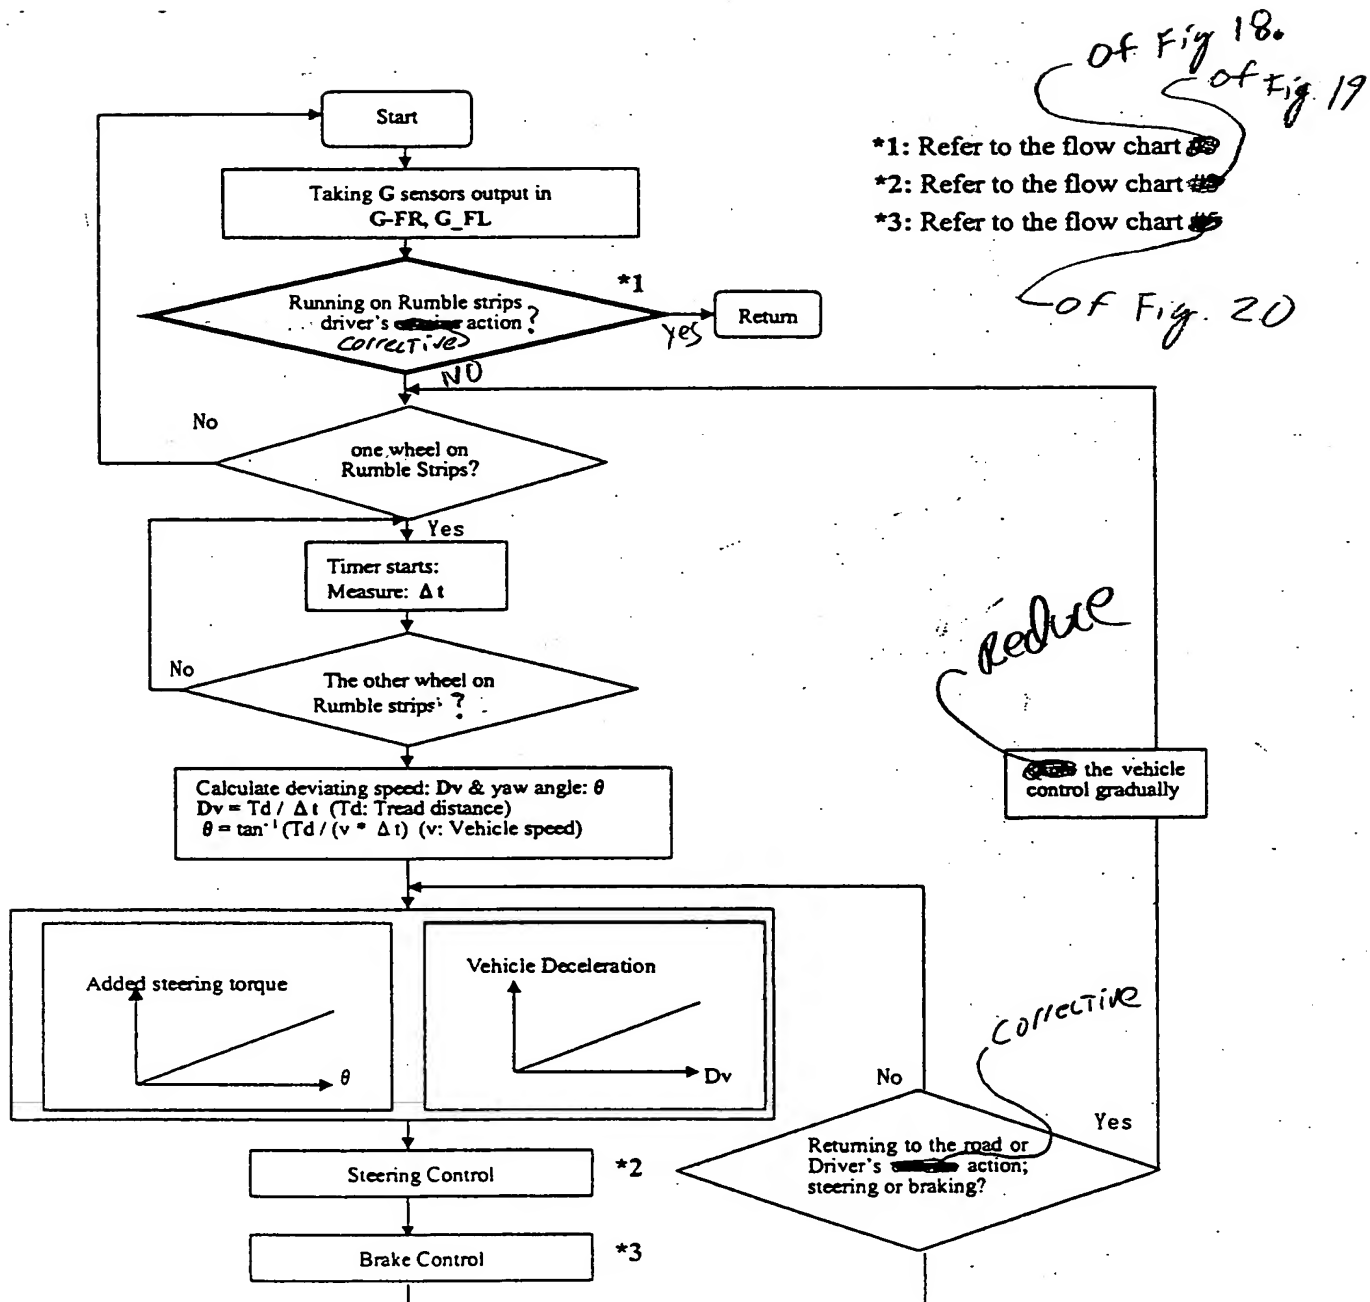 of Fig 18.
of Fig. 19
*1: Refer to the flow chart
*2: Refer to the flow chart
*3: Refer to the flow chart
of Fig. 20
Start
Taking G sensors output in
G-FR, G_FL
*1
Running on Rumble strips
driver's action ?
corrective
yes
Return
NO
No
one wheel on
Rumble Strips?
Yes
Timer starts:
Measure: Δt
No
The other wheel on
Rumble strips ?
Reduce
the vehicle
control gradually
Calculate deviating speed: Dv & yaw angle: θ
Dv = Td / Δt (Td: Tread distance)
θ = tan⁻¹ (Td / (v * Δt) (v: Vehicle speed)
Added steering torque
θ
Vehicle Deceleration
Dv
corrective
No
Yes
Returning to the road or
Driver's action;
steering or braking?
Steering Control
*2
Brake Control
*3